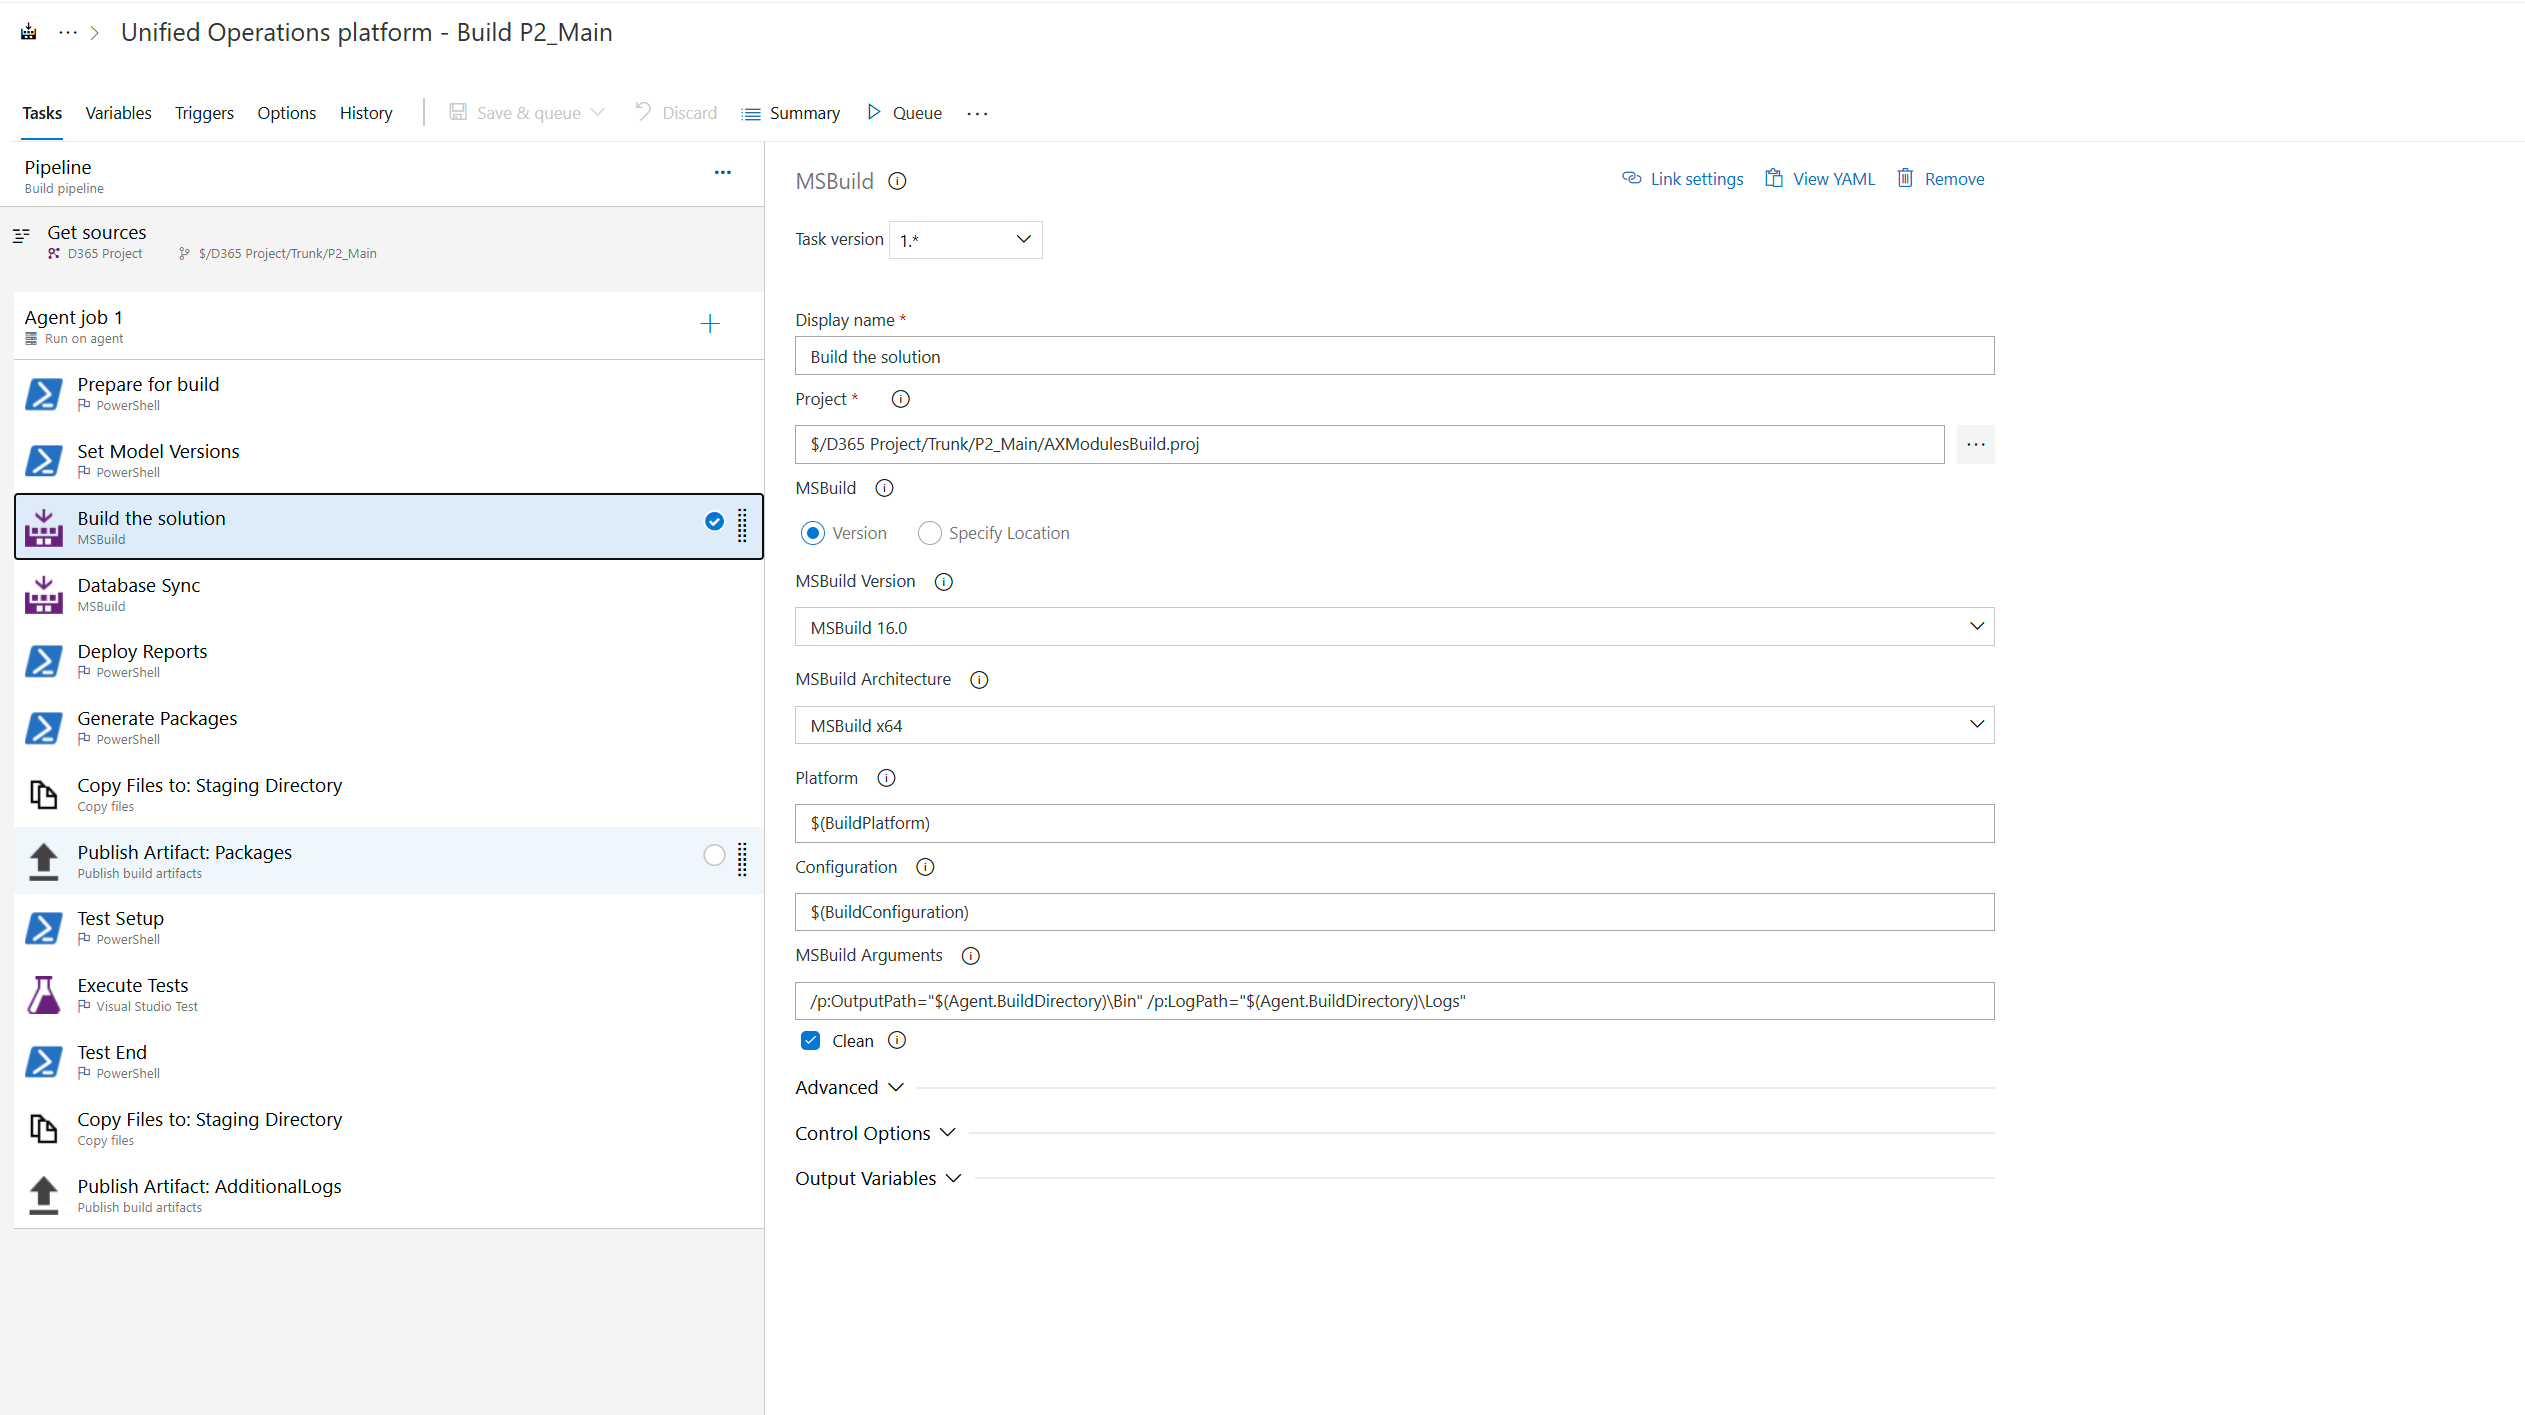 Unified Operations platform - Build P2_Main
Tasks Variables Triggers Options History Save & queue Discard Summary Queue
Pipeline
Build pipeline
Get sources
D365 Project $/D365 Project/Trunk/P2_Main
Agent job 1
Run on agent
Prepare for build
PowerShell
Set Model Versions
PowerShell
Build the solution
MSBuild
Database Sync
MSBuild
Deploy Reports
PowerShell
Generate Packages
PowerShell
Copy Files to: Staging Directory
Copy files
Publish Artifact: Packages
Publish build artifacts
Test Setup
PowerShell
Execute Tests
Visual Studio Test
Test End
PowerShell
Copy Files to: Staging Directory
Copy files
Publish Artifact: AdditionalLogs
Publish build artifacts
MSBuild Link settings View YAML Remove
Task version 1.*
Display name *
Build the solution
Project *
$/D365 Project/Trunk/P2_Main/AXModulesBuild.proj
MSBuild
Version Specify Location
MSBuild Version
MSBuild 16.0
MSBuild Architecture
MSBuild x64
Platform
$(BuildPlatform)
Configuration
$(BuildConfiguration)
MSBuild Arguments
/p:OutputPath="$(Agent.BuildDirectory)\Bin" /p:LogPath="$(Agent.BuildDirectory)\Logs"
Clean
Advanced
Control Options
Output Variables